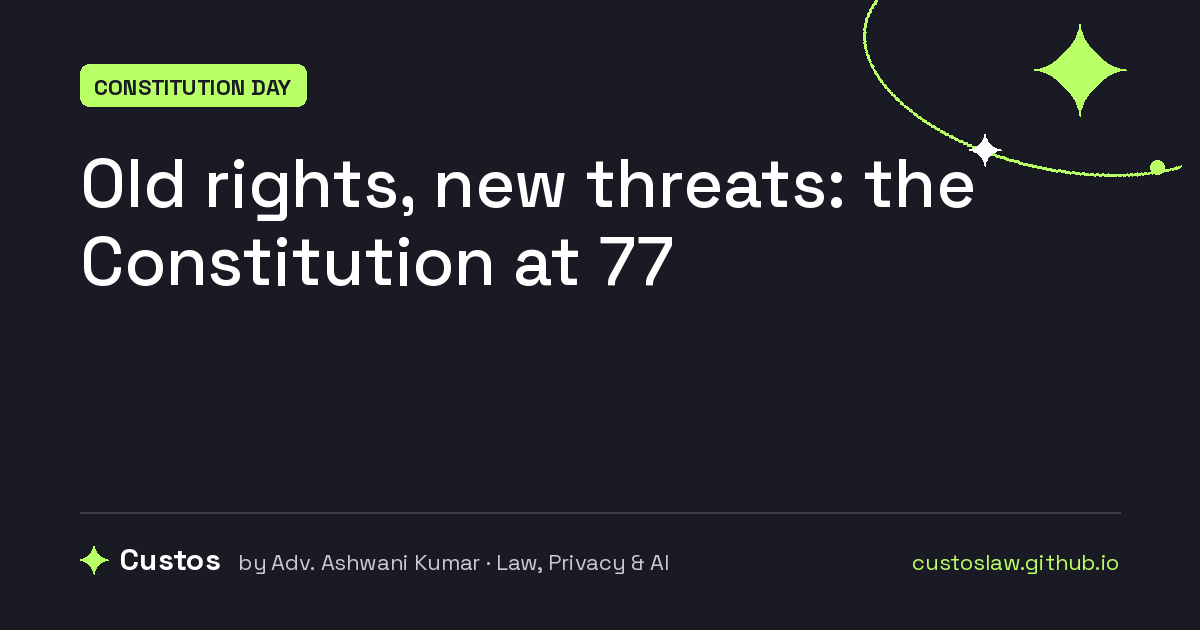 CONSTITUTION DAY
Old rights, new threats: the
Constitution at 77
Custos by Adv. Ashwani Kumar · Law, Privacy & AI
custoslaw.github.io